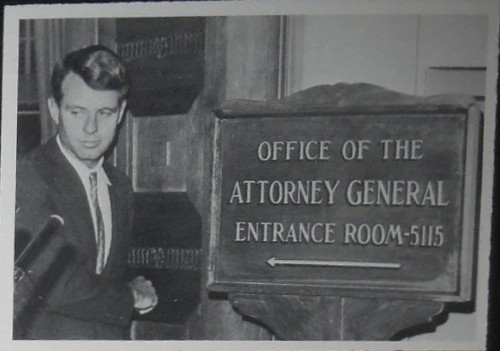 OFFICE OF THE
ATTORNEY GENERAL
ENTRANCE ROOM-5115